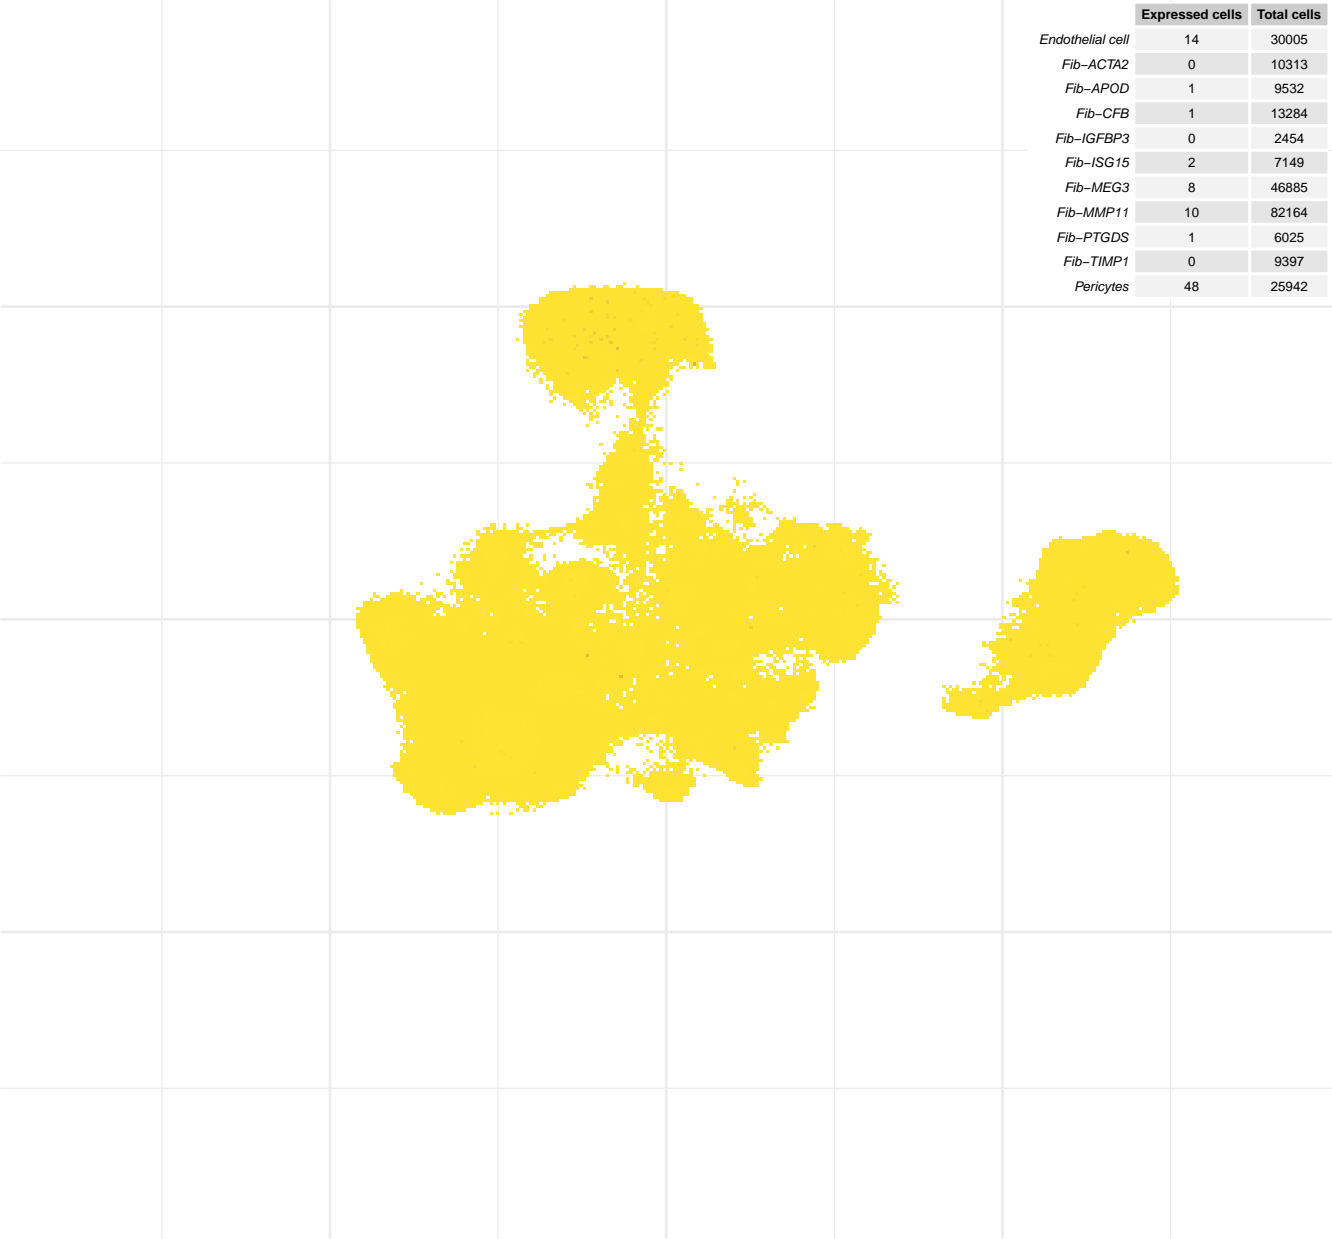 Expressed cells Total cells
Endothelial cell 14 30005
Fib−ACTA2 0 10313
Fib−APOD 1 9532
Fib−CFB 1 13284
Fib−IGFBP3 0 2454
Fib−ISG15 2 7149
Fib−MEG3 8 46885
Fib−MMP11 10 82164
Fib−PTGDS 1 6025
Fib−TIMP1 0 9397
Pericytes 48 25942